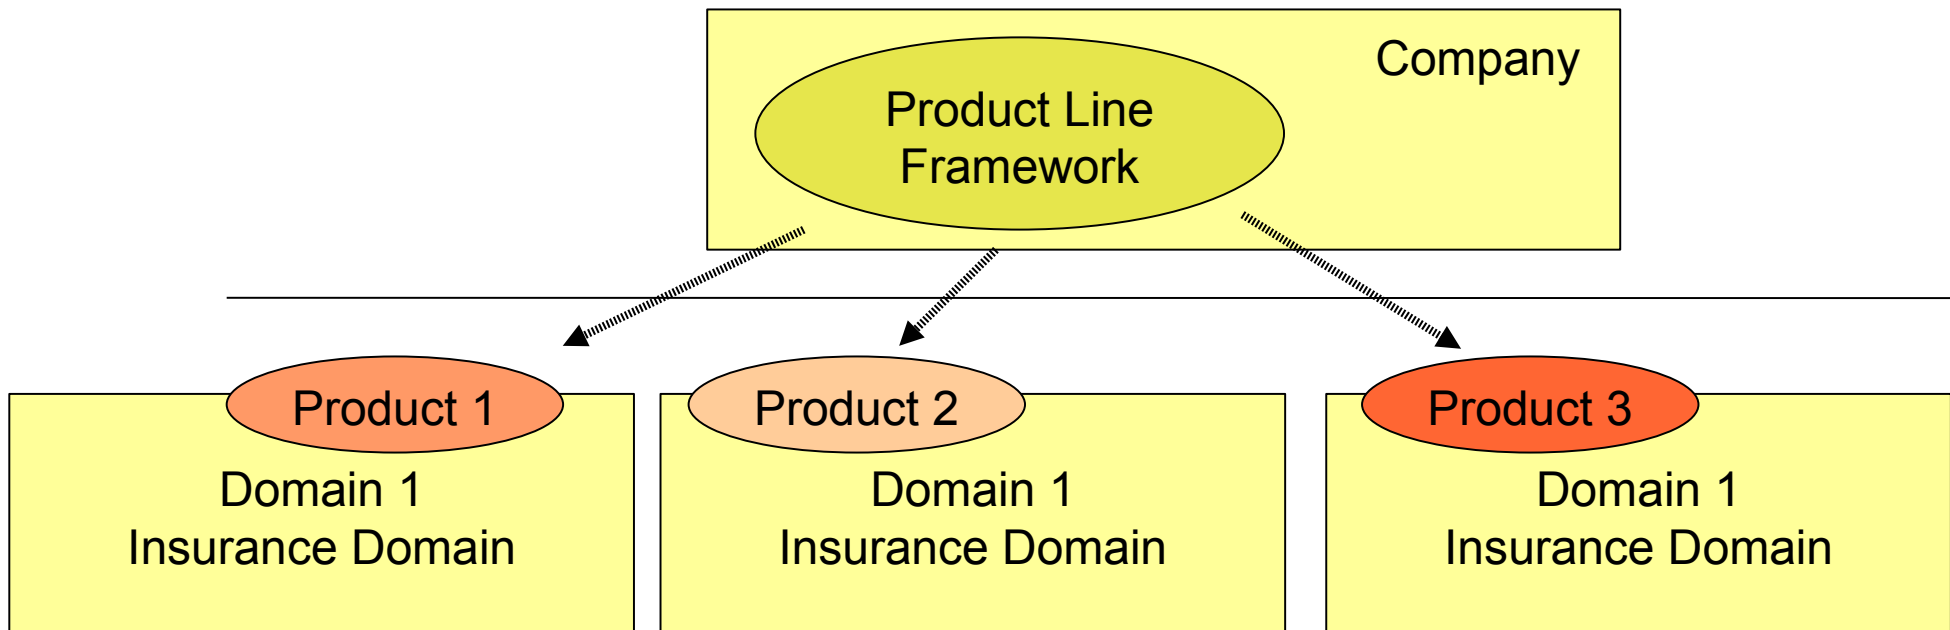 Company
Product Line
Framework
Product 1
Product 2
Product 3
Domain 1
Insurance Domain
Domain 1
Insurance Domain
Domain 1
Insurance Domain